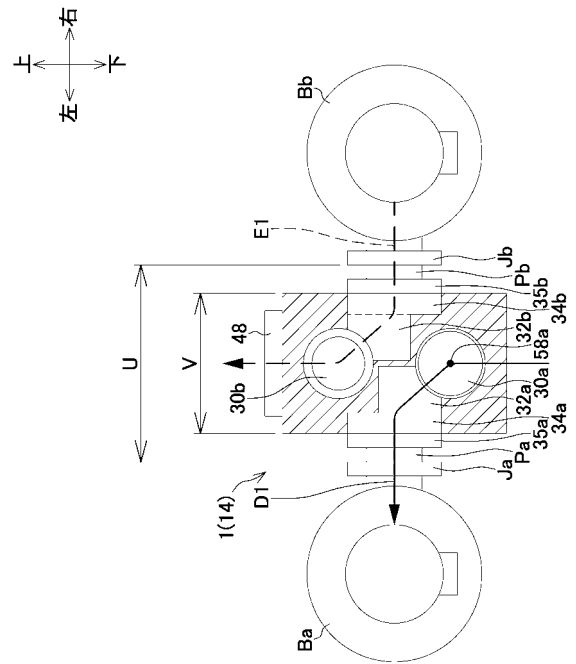 上
下
左
右
Bb
E1
Jb
Pb
35b
34b
32b
58a
30a
32a
34a
35a
Pa
Ja
30b
48
V
U
1(14)
D1
Ba